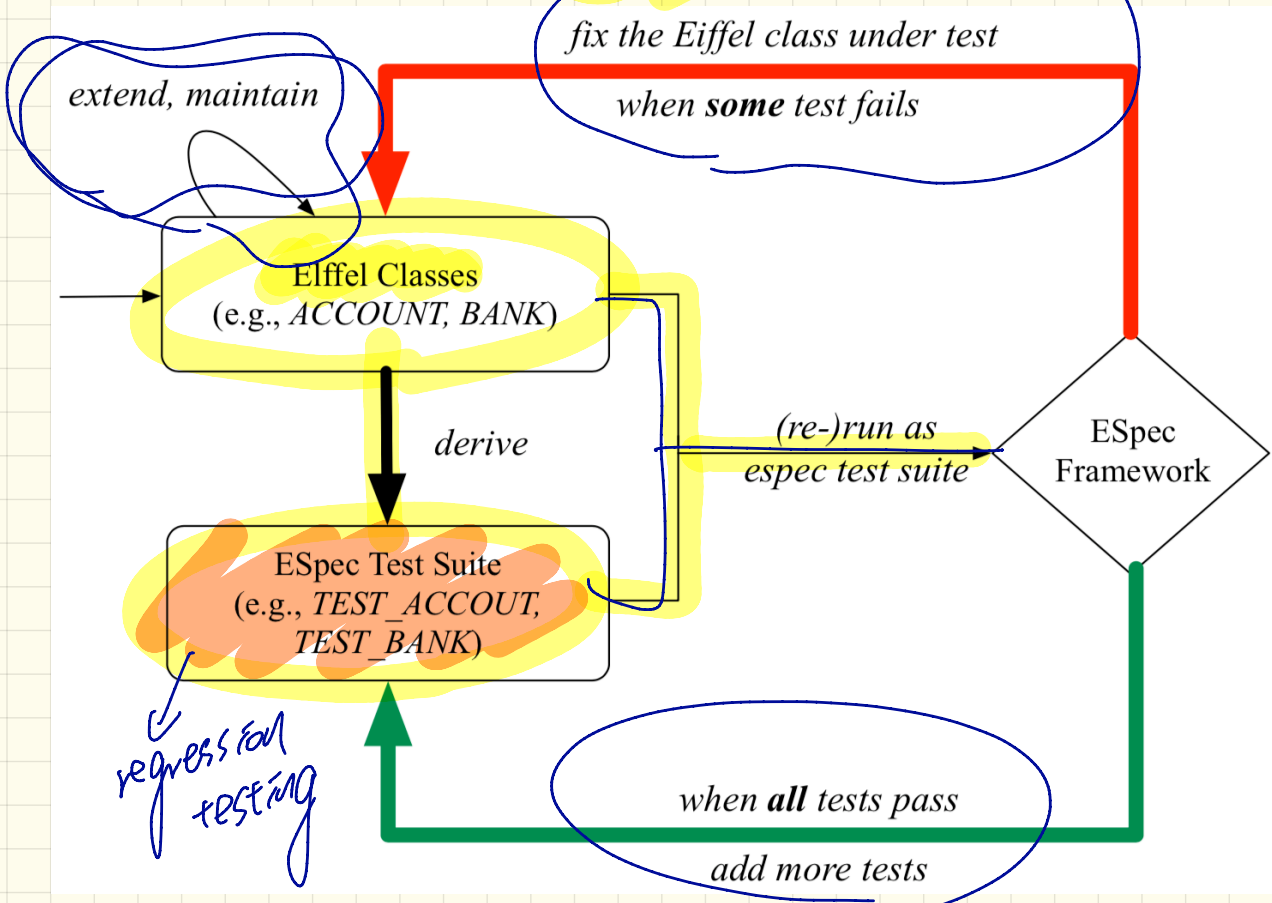 fix the Eiffel class under test
when some test fails
extend, maintain
EIffel Classes
(e.g., ACCOUNT, BANK)
derive
(re-)run as
espec test suite
ESpec
Framework
ESpec Test Suite
(e.g., TEST_ACCOUT,
TEST_BANK)
regression
testing
when all tests pass
add more tests